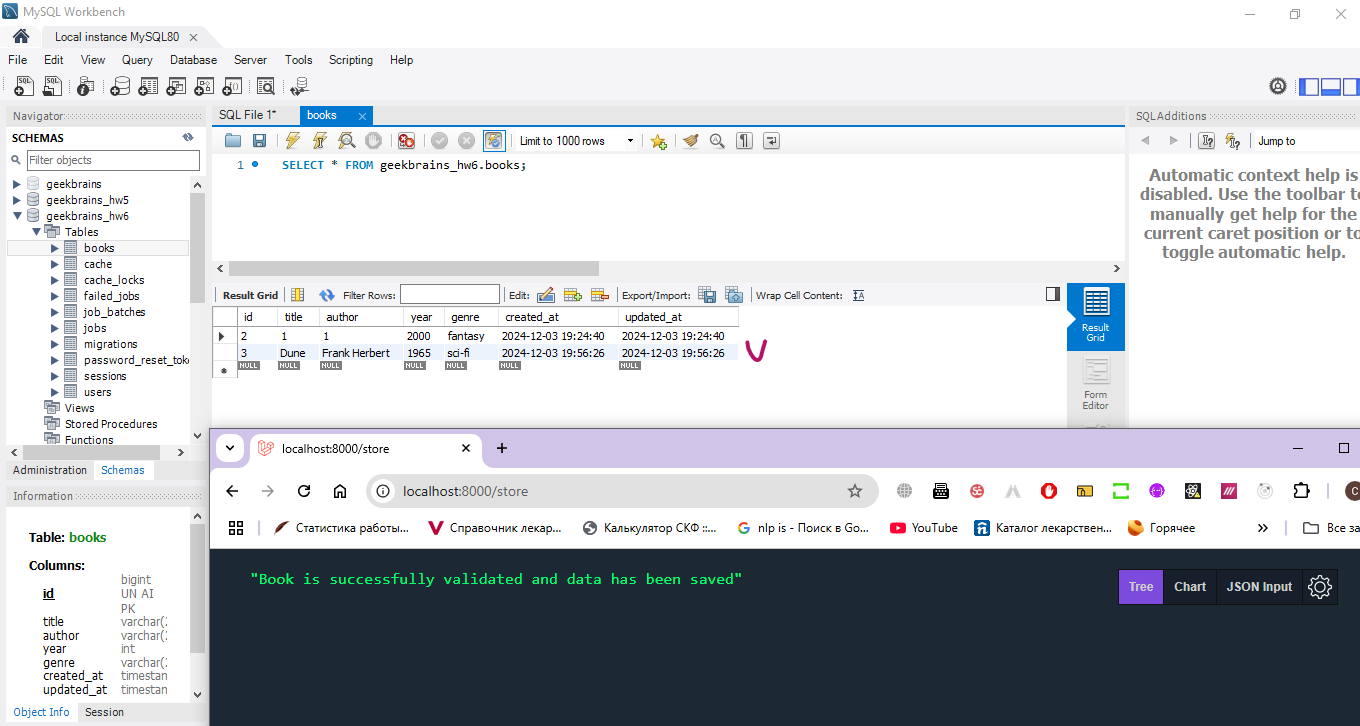 MySQL Workbench
Local instance MySQL80
File Edit View Query Database Server Tools Scripting Help
Navigator
SCHEMAS
Filter objects
geekbrains
geekbrains_hw5
geekbrains_hw6
Tables
books
cache
cache_locks
failed_jobs
job_batches
jobs
migrations
password_reset_toke
sessions
users
Views
Stored Procedures
Functions
Administration Schemas
Information
Table: books
Columns:
id bigint UN AI PK
title varchar(2
author varchar(2
year int
genre varchar(2
created_at timestam
updated_at timestam
Object Info Session
SQL File 1* books
Limit to 1000 rows
1 SELECT * FROM geekbrains_hw6.books;
Result Grid Filter Rows: Edit: Export/Import: Wrap Cell Content:
id title author year genre created_at updated_at
2 1 1 2000 fantasy 2024-12-03 19:24:40 2024-12-03 19:24:40
3 Dune Frank Herbert 1965 sci-fi 2024-12-03 19:56:26 2024-12-03 19:56:26
NULL NULL NULL NULL NULL NULL NULL
Result Grid
Form Editor
SQLAdditions
Jump to
Automatic context help is
disabled. Use the toolbar to
manually get help for the
current caret position or to
toggle automatic help.
localhost:8000/store
localhost:8000/store
Статистика работы... Справочник лекар... Калькулятор СКФ ::... nlp is - Поиск в Go... YouTube Каталог лекарствен... Горячее Все за
"Book is successfully validated and data has been saved"
Tree Chart JSON Input